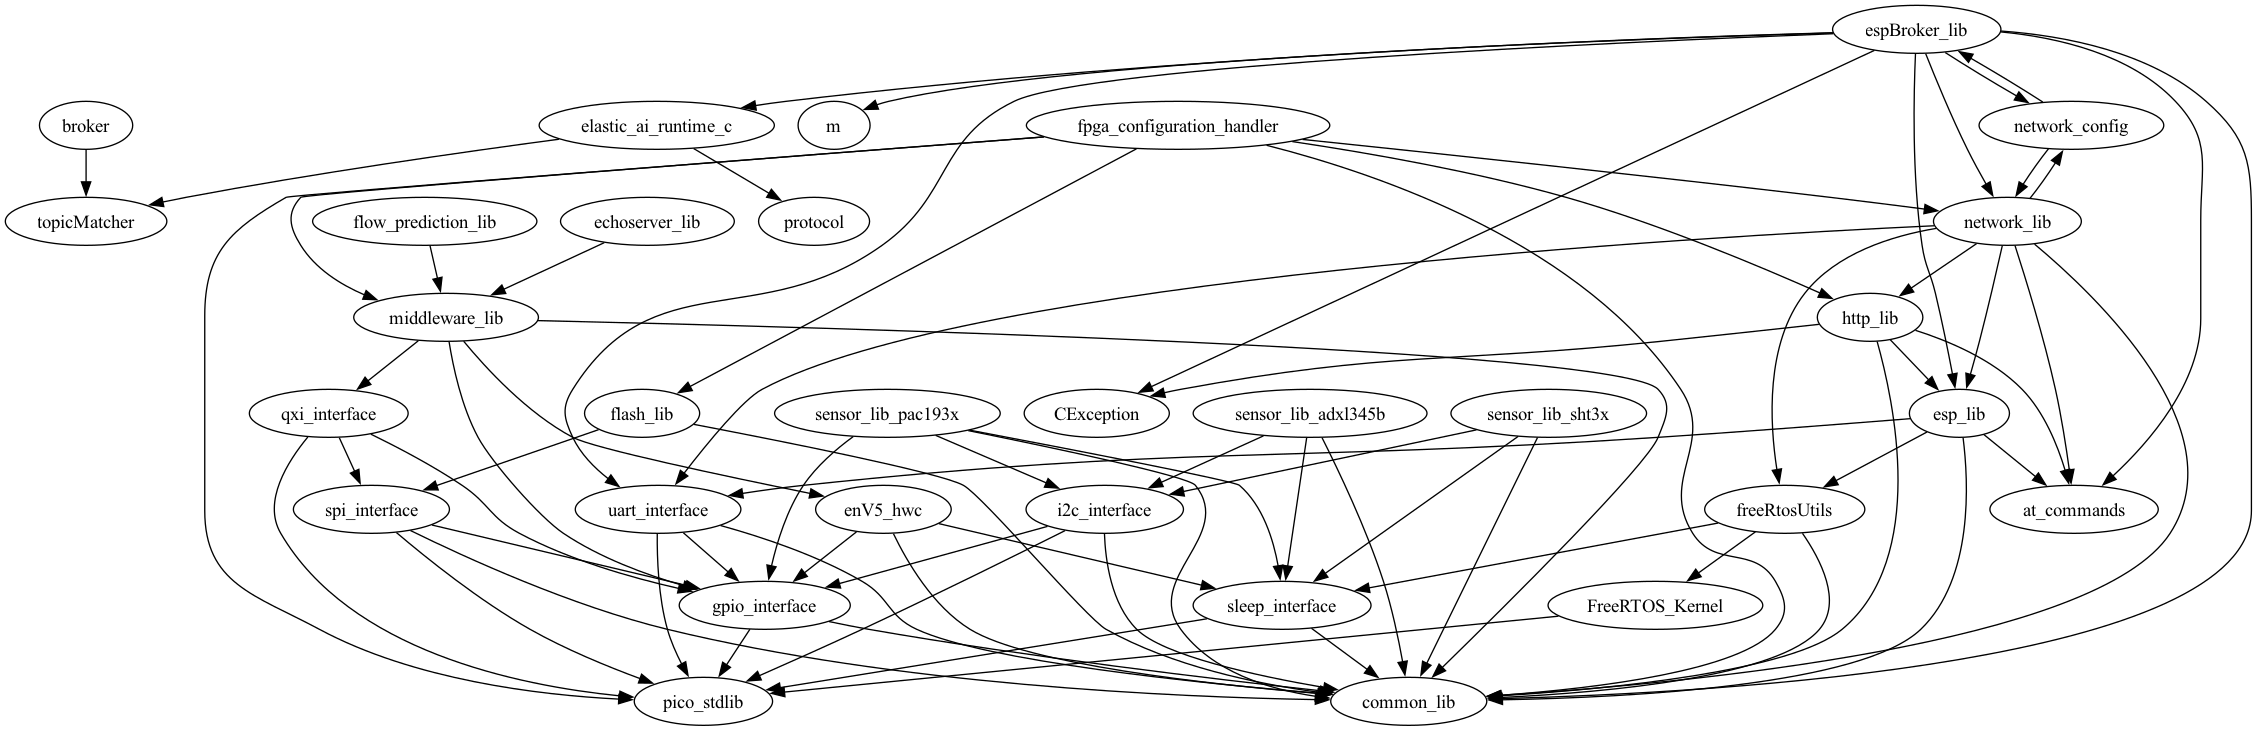 espBroker_lib
broker
elastic_ai_runtime_c
m
fpga_configuration_handler
network_config
topicMatcher
flow_prediction_lib
echoserver_lib
protocol
network_lib
middleware_lib
http_lib
qxi_interface
flash_lib
sensor_lib_pac193x
CException
sensor_lib_adxl345b
sensor_lib_sht3x
esp_lib
spi_interface
uart_interface
enV5_hwc
i2c_interface
freeRtosUtils
at_commands
gpio_interface
sleep_interface
FreeRTOS_Kernel
pico_stdlib
common_lib